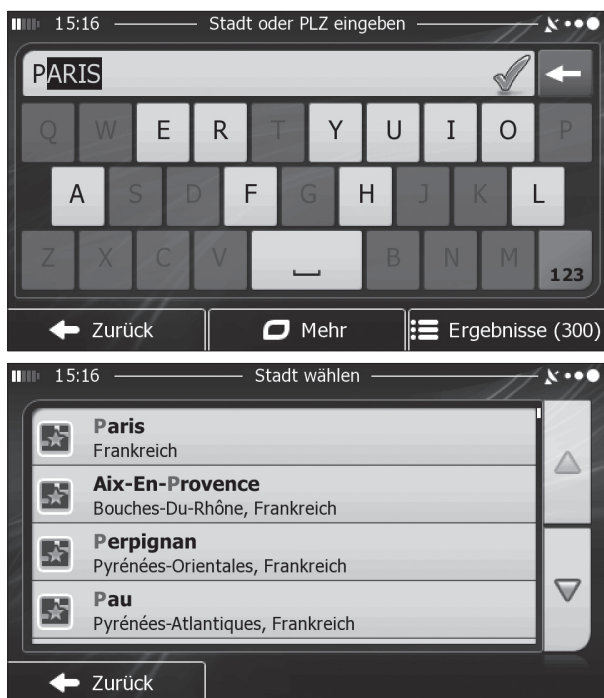 15:16 Stadt oder PLZ eingeben
PARIS
Q W E R T Y U I O P
A S D F G H J K L
Z X C V B N M 123
Zurück Mehr Ergebnisse (300)
15:16 Stadt wählen
Paris
Frankreich
Aix-En-Provence
Bouches-Du-Rhône, Frankreich
Perpignan
Pyrénées-Orientales, Frankreich
Pau
Pyrénées-Atlantiques, Frankreich
Zurück